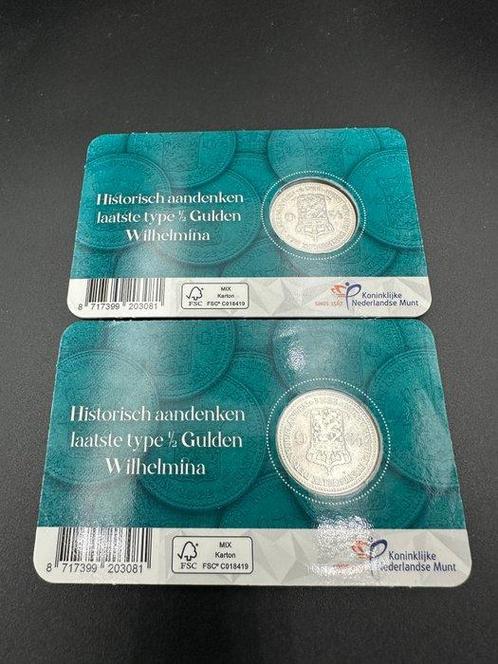 Historisch aandenken
laatste type ½ Gulden
Wilhelmina
8 717399 203081
FSC
MIX
Karton
FSC® C018419
SINDS 1567
Koninklijke
Nederlandse Munt
Historisch aandenken
laatste type ½ Gulden
Wilhelmina
8 717399 203081
FSC
MIX
Karton
FSC® C018419
Koninklijke
Nederlandse Munt